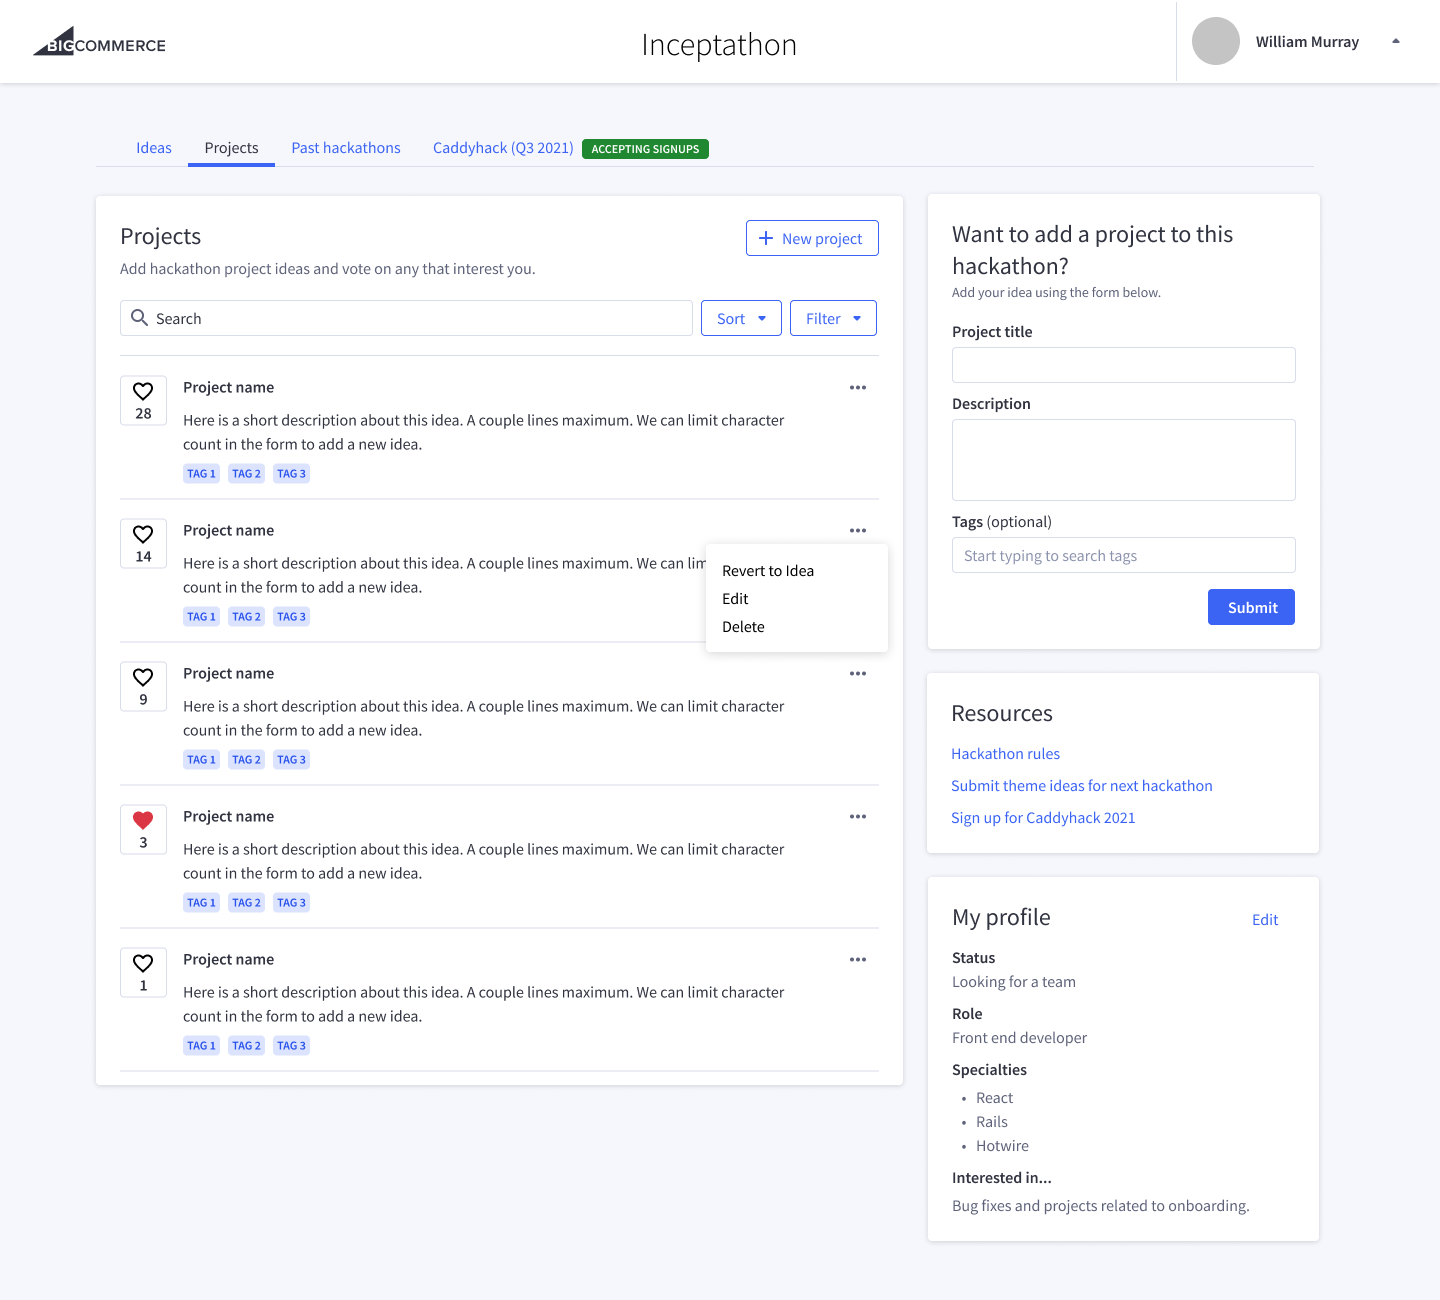 BIGCOMMERCE
Inceptathon
William Murray
Ideas
Projects
Past hackathons
Caddyhack (Q3 2021)
ACCEPTING SIGNUPS
Projects
New project
Add hackathon project ideas and vote on any that interest you.
Search
Sort
Filter
28
Project name
Here is a short description about this idea. A couple lines maximum. We can limit character
count in the form to add a new idea.
TAG 1 TAG 2 TAG 3
14
Project name
Here is a short description about this idea. A couple lines maximum. We can lim
count in the form to add a new idea.
TAG 1 TAG 2 TAG 3
Revert to Idea
Edit
Delete
9
Project name
Here is a short description about this idea. A couple lines maximum. We can limit character
count in the form to add a new idea.
TAG 1 TAG 2 TAG 3
3
Project name
Here is a short description about this idea. A couple lines maximum. We can limit character
count in the form to add a new idea.
TAG 1 TAG 2 TAG 3
1
Project name
Here is a short description about this idea. A couple lines maximum. We can limit character
count in the form to add a new idea.
TAG 1 TAG 2 TAG 3
Want to add a project to this
hackathon?
Add your idea using the form below.
Project title
Description
Tags (optional)
Start typing to search tags
Submit
Resources
Hackathon rules
Submit theme ideas for next hackathon
Sign up for Caddyhack 2021
My profile
Edit
Status
Looking for a team
Role
Front end developer
Specialties
• React
• Rails
• Hotwire
Interested in...
Bug fixes and projects related to onboarding.